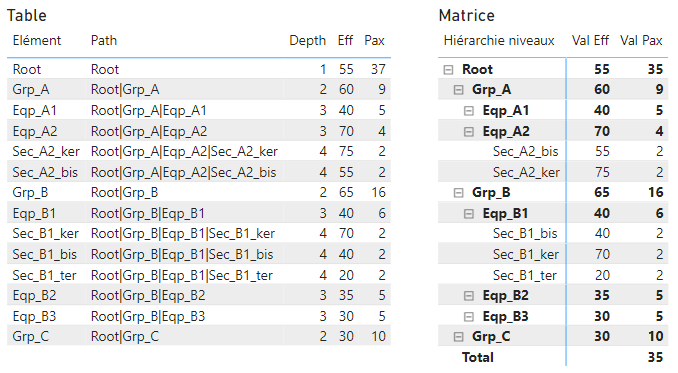 Table
Elément Path Depth Eff Pax
Root Root 1 55 37
Grp_A Root|Grp_A 2 60 9
Eqp_A1 Root|Grp_A|Eqp_A1 3 40 5
Eqp_A2 Root|Grp_A|Eqp_A2 3 70 4
Sec_A2_ker Root|Grp_A|Eqp_A2|Sec_A2_ker 4 75 2
Sec_A2_bis Root|Grp_A|Eqp_A2|Sec_A2_bis 4 55 2
Grp_B Root|Grp_B 2 65 16
Eqp_B1 Root|Grp_B|Eqp_B1 3 40 6
Sec_B1_ker Root|Grp_B|Eqp_B1|Sec_B1_ker 4 70 2
Sec_B1_bis Root|Grp_B|Eqp_B1|Sec_B1_bis 4 40 2
Sec_B1_ter Root|Grp_B|Eqp_B1|Sec_B1_ter 4 20 2
Eqp_B2 Root|Grp_B|Eqp_B2 3 35 5
Eqp_B3 Root|Grp_B|Eqp_B3 3 30 5
Grp_C Root|Grp_C 2 30 10
Matrice
Hiérarchie niveaux Val Eff Val Pax
Root 55 35
Grp_A 60 9
Eqp_A1 40 5
Eqp_A2 70 4
Sec_A2_bis 55 2
Sec_A2_ker 75 2
Grp_B 65 16
Eqp_B1 40 6
Sec_B1_bis 40 2
Sec_B1_ker 70 2
Sec_B1_ter 20 2
Eqp_B2 35 5
Eqp_B3 30 5
Grp_C 30 10
Total 35